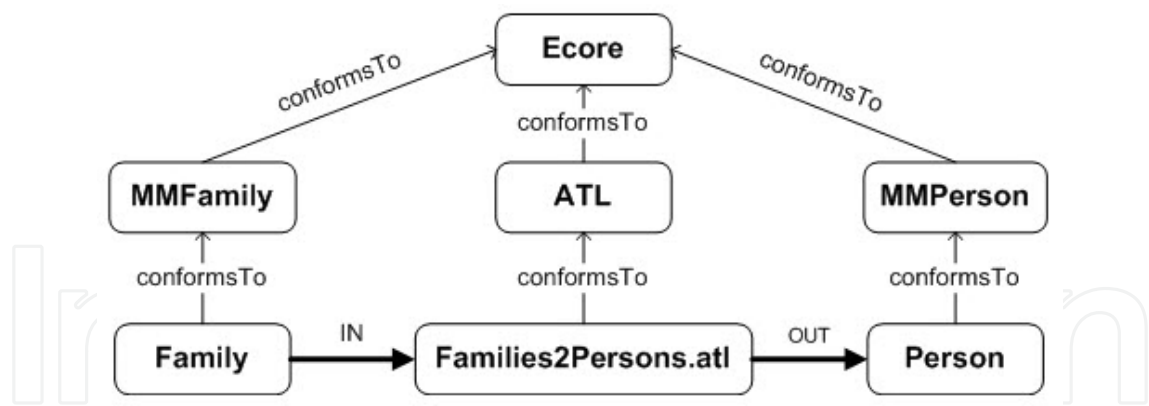 Ecore
conformsTo
conformsTo
conformsTo
MMFamily
ATL
MMPerson
conformsTo
conformsTo
conformsTo
IN
OUT
Family
Families2Persons.atl
Person